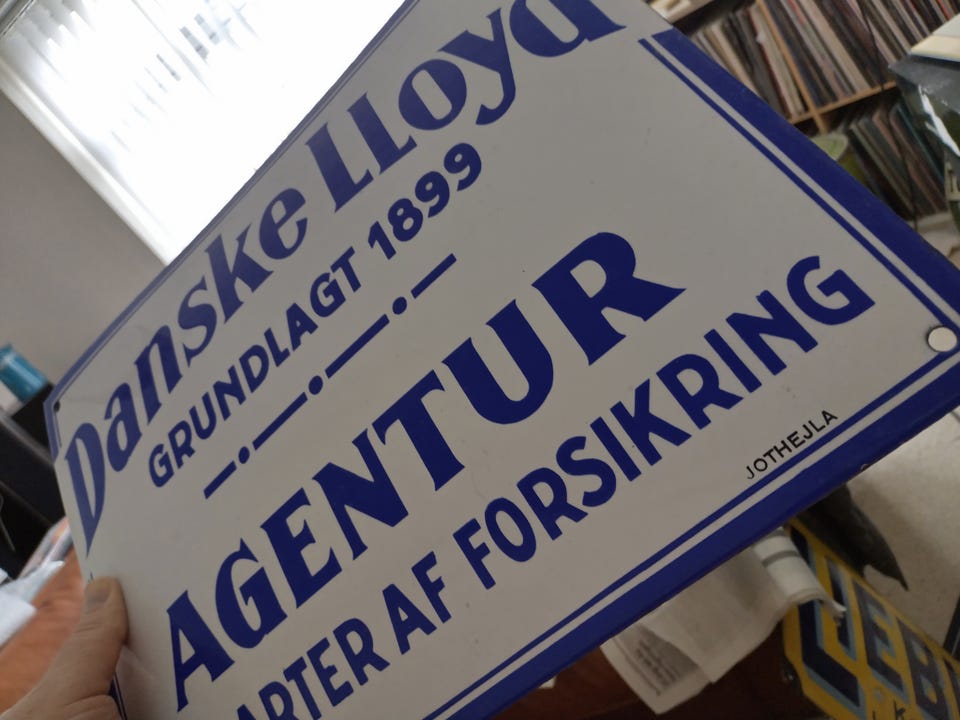 Danske LLoyd
GRUNDLAGT 1899
AGENTUR
ARTER AF FORSIKRING
JOTHEJLA